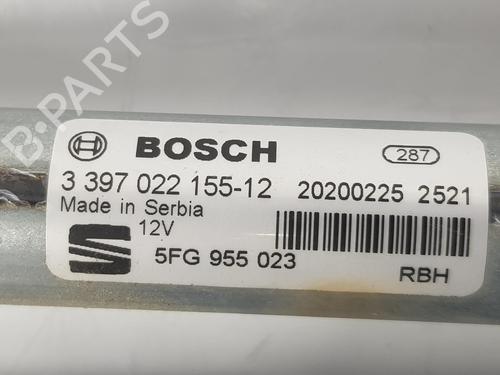 B-PARTS
BOSCH
287
3 397 022 155-12 20200225 2521
Made in Serbia
12V
5FG 955 023
RBH